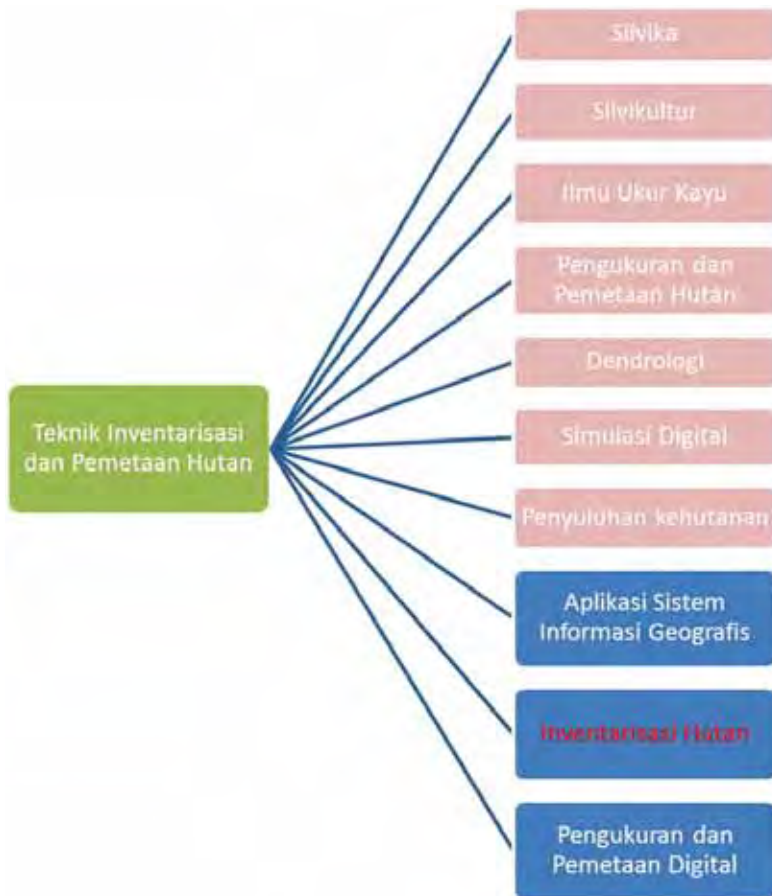 Silvika
Silvikultur
Ilmu Ukur Kayu
Pengukuran dan
Pemetaan Hutan
Dendrologi
Teknik Inventarisasi
dan Pemetaan Hutan
Simulasi Digital
Penyuluhan kehutanan
Aplikasi Sistem
Informasi Geografis
Inventarisasi Hutan
Pengukuran dan
Pemetaan Digital